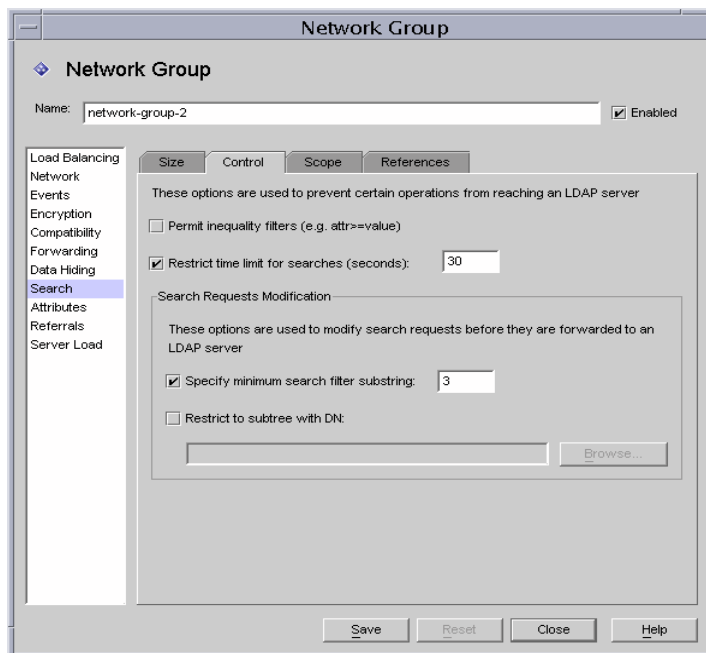 Network Group
Network Group
Name: network-group-2 Enabled
Load Balancing
Network
Events
Encryption
Compatibility
Forwarding
Data Hiding
Search
Attributes
Referrals
Server Load
Size Control Scope References
These options are used to prevent certain operations from reaching an LDAP server
Permit inequality filters (e.g. attr>=value)
Restrict time limit for searches (seconds): 30
Search Requests Modification
These options are used to modify search requests before they are forwarded to an
LDAP server
Specify minimum search filter substring: 3
Restrict to subtree with DN:
Browse...
Save Reset Close Help